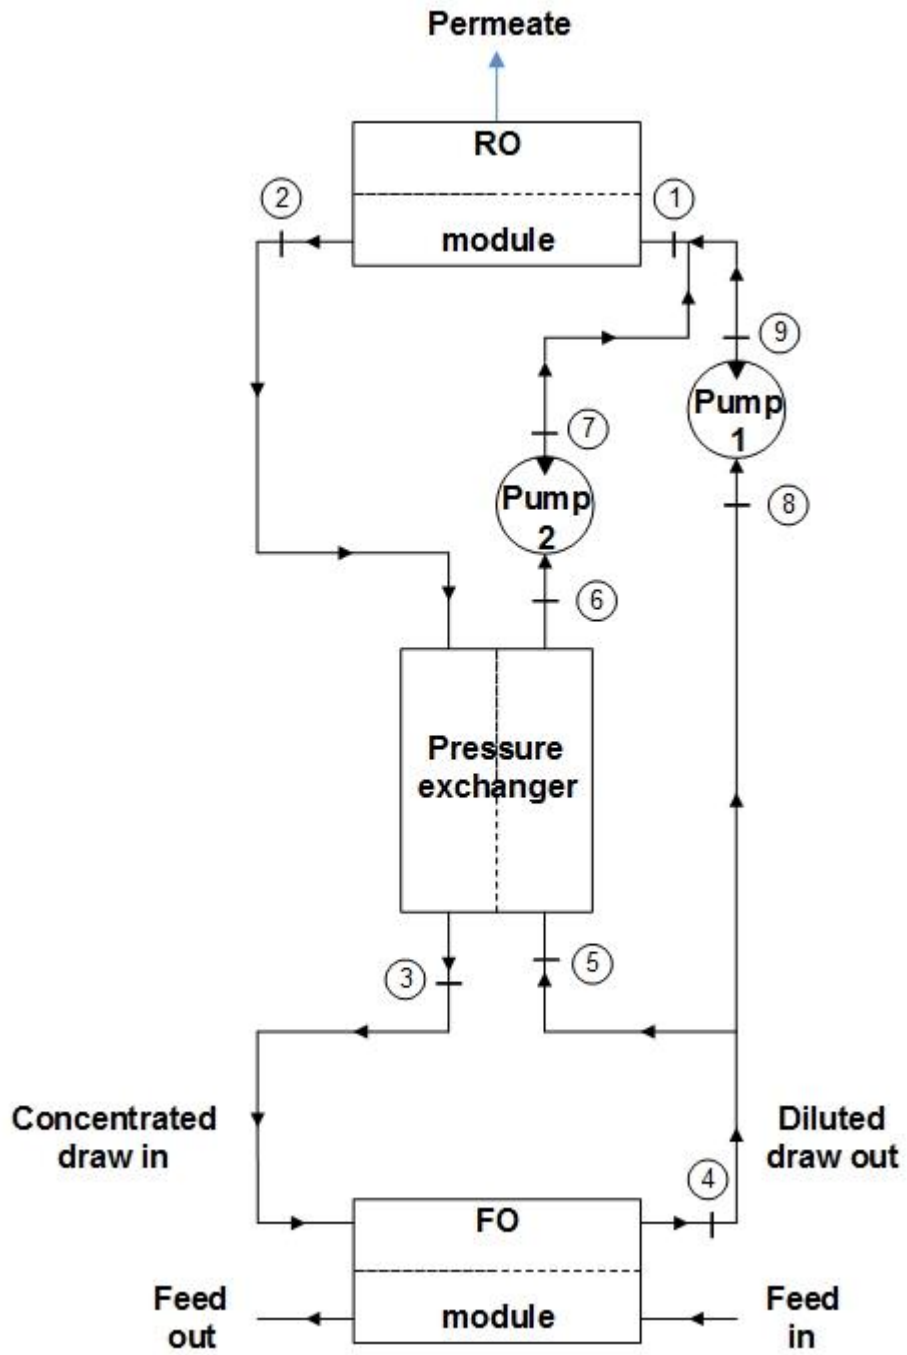 Permeate
RO
module
2
1
9
Pump
1
7
Pump
2
8
6
Pressure
exchanger
3
5
Concentrated
draw in
Diluted
draw out
4
FO
module
Feed
out
Feed
in